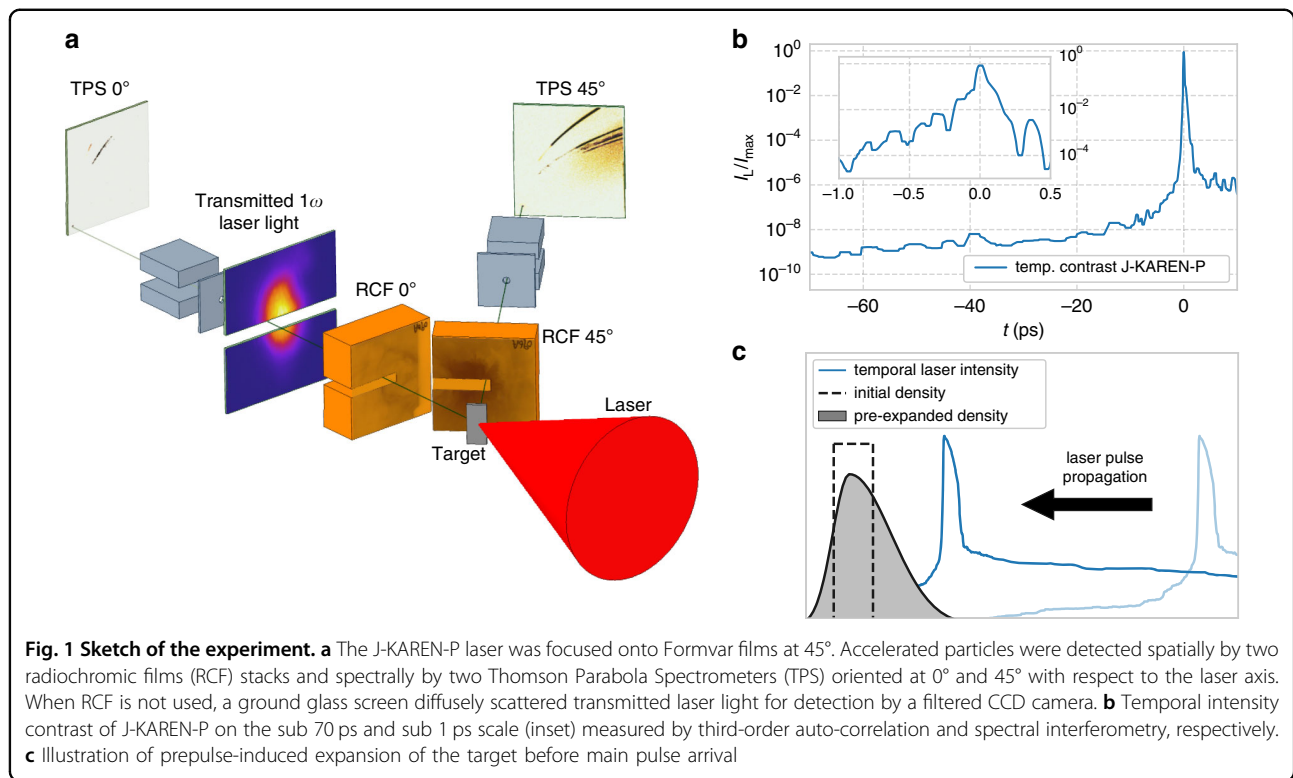 a
TPS 0°
TPS 45°
Transmitted 1ω
laser light
RCF 0°
RCF 45°
Laser
Target
b
10⁰
10⁻²
10⁻⁴
10⁻⁶
10⁻⁸
10⁻¹⁰
I_L/I_max
10⁰
10⁻²
10⁻⁴
−1.0 −0.5 0.0 0.5
temp. contrast J-KAREN-P
−60 −40 −20 0
t (ps)
c
temporal laser intensity
initial density
pre-expanded density
laser pulse
propagation
Fig. 1 Sketch of the experiment. a The J-KAREN-P laser was focused onto Formvar films at 45°. Accelerated particles were detected spatially by two
radiochromic films (RCF) stacks and spectrally by two Thomson Parabola Spectrometers (TPS) oriented at 0° and 45° with respect to the laser axis.
When RCF is not used, a ground glass screen diffusely scattered transmitted laser light for detection by a filtered CCD camera. b Temporal intensity
contrast of J-KAREN-P on the sub 70 ps and sub 1 ps scale (inset) measured by third-order auto-correlation and spectral interferometry, respectively.
c Illustration of prepulse-induced expansion of the target before main pulse arrival